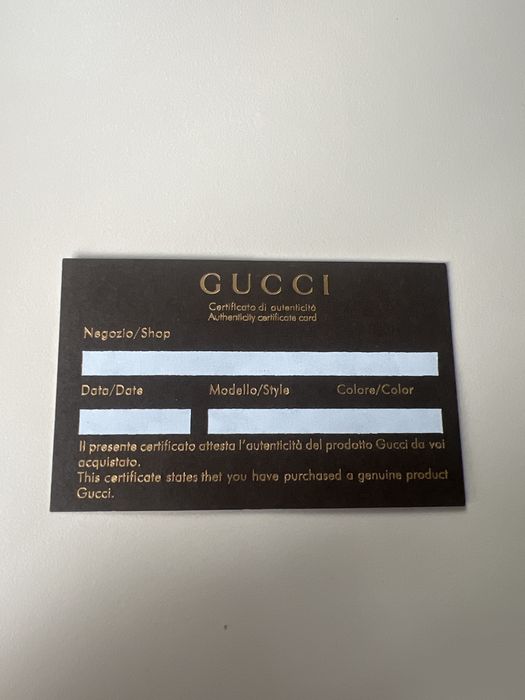 GUCCI
Certificato di autenticità
Authenticity certificate card
Negozio/Shop
Data/Date Modello/Style Colore/Color
Il presente certificato attesta l'autenticità del prodotto Gucci da voi
acquistato.
This certificate states thet you have purchased a genuine product
Gucci.